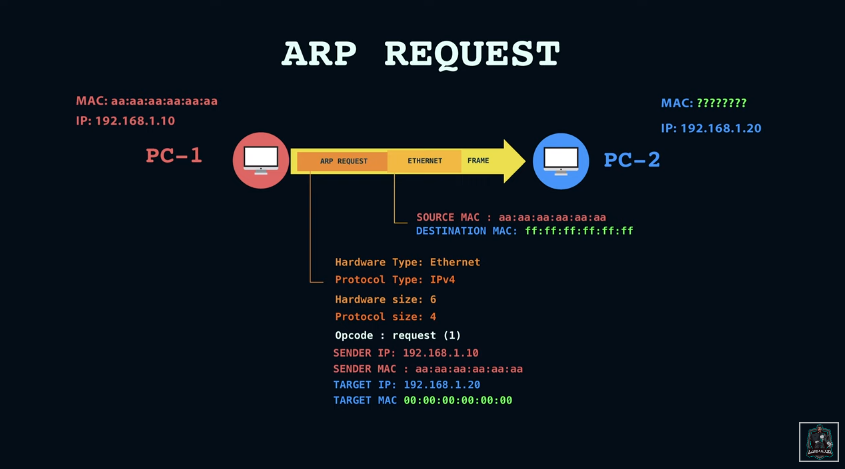 ARP REQUEST
MAC: aa:aa:aa:aa:aa:aa
IP: 192.168.1.10
MAC: ????????
IP: 192.168.1.20
PC-1
ARP REQUEST
ETHERNET
FRAME
PC-2
SOURCE MAC : aa:aa:aa:aa:aa:aa
DESTINATION MAC: ff:ff:ff:ff:ff:ff
Hardware Type: Ethernet
Protocol Type: IPv4
Hardware size: 6
Protocol size: 4
Opcode : request (1)
SENDER IP: 192.168.1.10
SENDER MAC : aa:aa:aa:aa:aa:aa
TARGET IP: 192.168.1.20
TARGET MAC 00:00:00:00:00:00